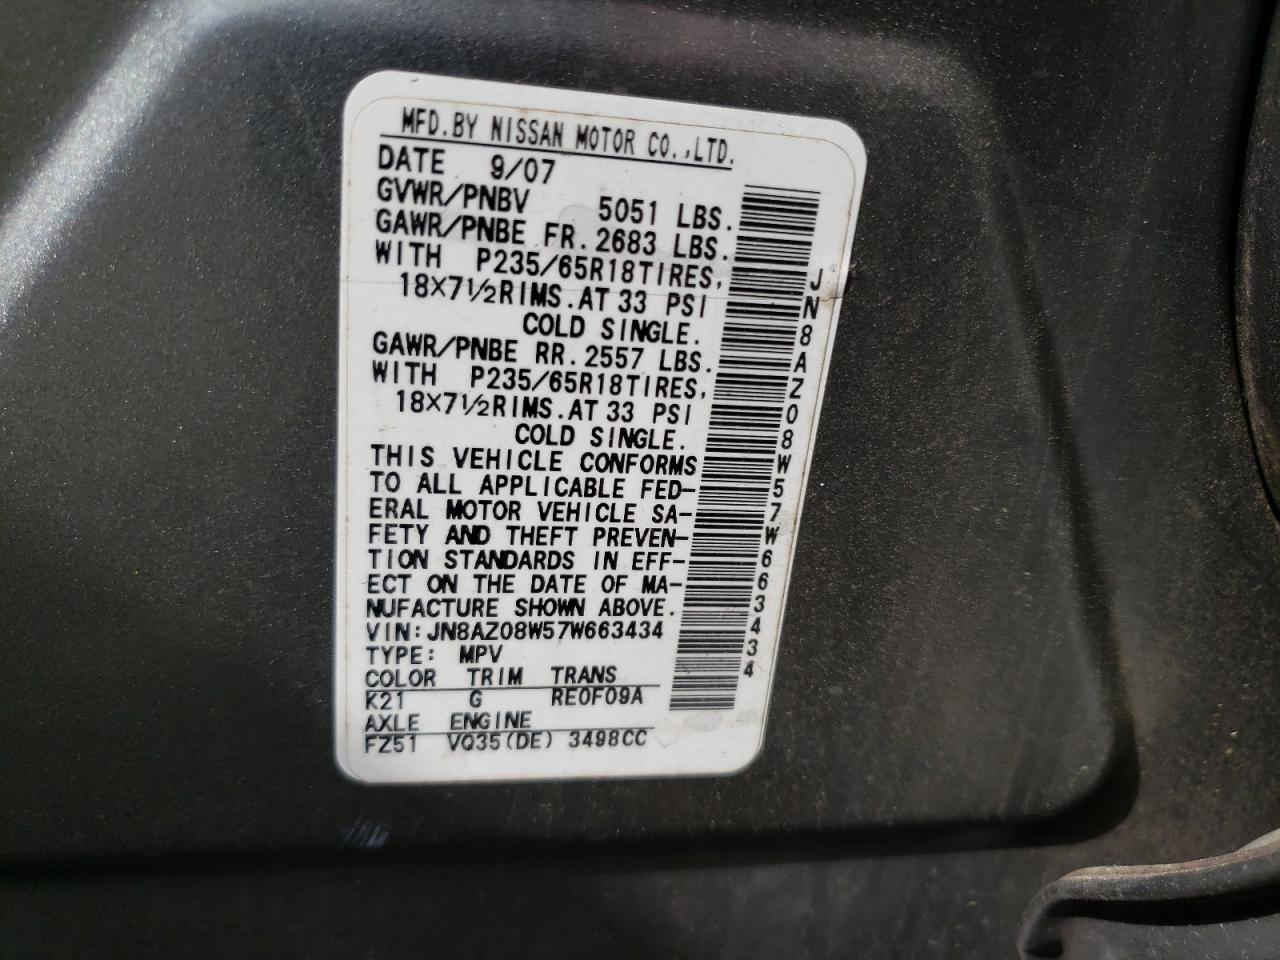 MFD.BY NISSAN MOTOR CO.,LTD.
DATE 9/07
GVWR/PNBV 5051 LBS.
GAWR/PNBE FR.2683 LBS.
WITH P235/65R18TIRES,
18X7½RIMS.AT 33 PSI
COLD SINGLE.
GAWR/PNBE RR.2557 LBS.
WITH P235/65R18TIRES,
18X7½RIMS.AT 33 PSI
COLD SINGLE.
THIS VEHICLE CONFORMS
TO ALL APPLICABLE FED-
ERAL MOTOR VEHICLE SA-
FETY AND THEFT PREVEN-
TION STANDARDS IN EFF-
ECT ON THE DATE OF MA-
NUFACTURE SHOWN ABOVE.
VIN:JN8AZ08W57W663434
TYPE: MPV
COLOR TRIM TRANS
K21 G RE0F09A
AXLE ENGINE
FZ51 VQ35(DE) 3498CC
JN8AZ08W57W663434